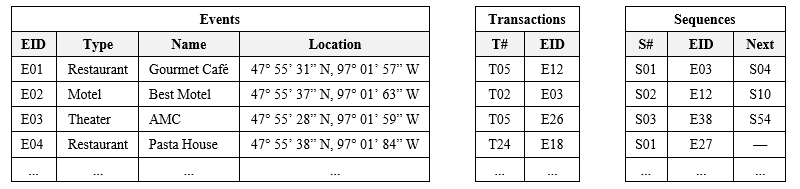 Events
EID Type Name Location
E01 Restaurant Gourmet Café 47° 55’ 31” N, 97° 01’ 57” W
E02 Motel Best Motel 47° 55’ 37” N, 97° 01’ 63” W
E03 Theater AMC 47° 55’ 28” N, 97° 01’ 59” W
E04 Restaurant Pasta House 47° 55’ 38” N, 97° 01’ 84” W
... ... ... ...
Transactions
T# EID
T05 E12
T02 E03
T05 E26
T24 E18
... ...
Sequences
S# EID Next
S01 E03 S04
S02 E12 S10
S03 E38 S54
S01 E27 —
... ... ...